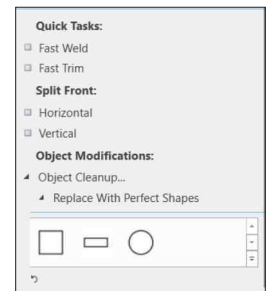 Quick Tasks:
Fast Weld
Fast Trim
Split Front:
Horizontal
Vertical
Object Modifications:
Object Cleanup...
Replace With Perfect Shapes